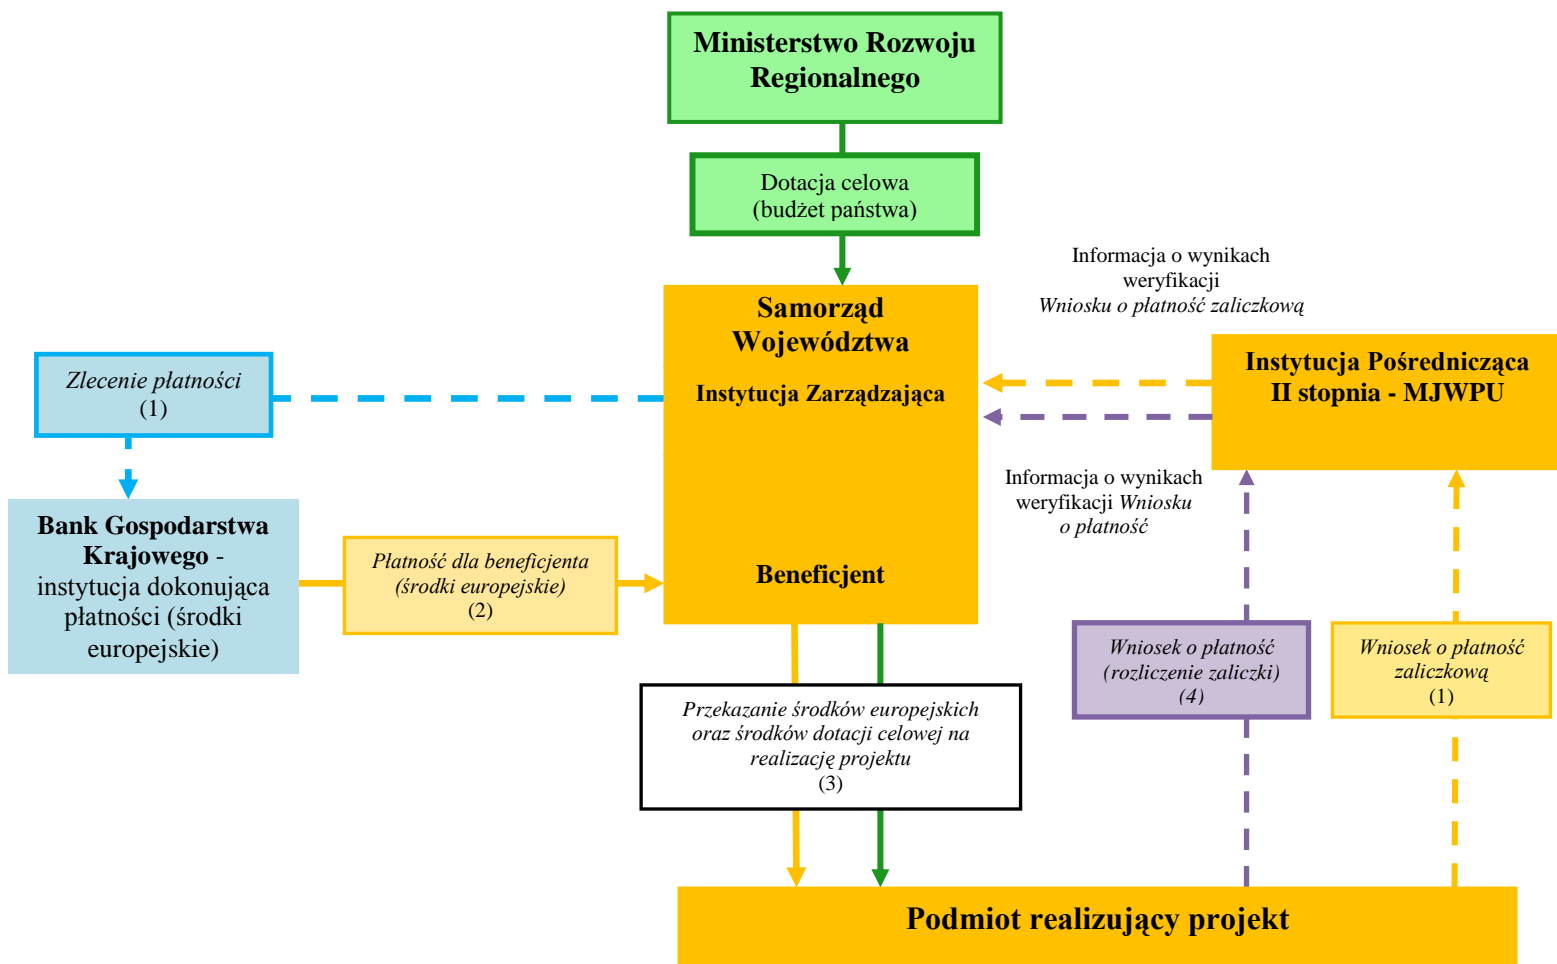 Ministerstwo Rozwoju
Regionalnego
Dotacja celowa
(budżet państwa)
Informacja o wynikach
weryfikacji
Wniosku o płatność zaliczkową
Samorząd
Województwa
Instytucja Zarządzająca
Beneficjent
Zlecenie płatności
(1)
Instytucja Pośrednicząca
II stopnia - MJWPU
Informacja o wynikach
weryfikacji Wniosku
o płatność
Bank Gospodarstwa
Krajowego -
instytucja dokonująca
płatności (środki
europejskie)
Płatność dla beneficjenta
(środki europejskie)
(2)
Wniosek o płatność
(rozliczenie zaliczki)
(4)
Wniosek o płatność
zaliczkową
(1)
Przekazanie środków europejskich
oraz środków dotacji celowej na
realizację projektu
(3)
Podmiot realizujący projekt